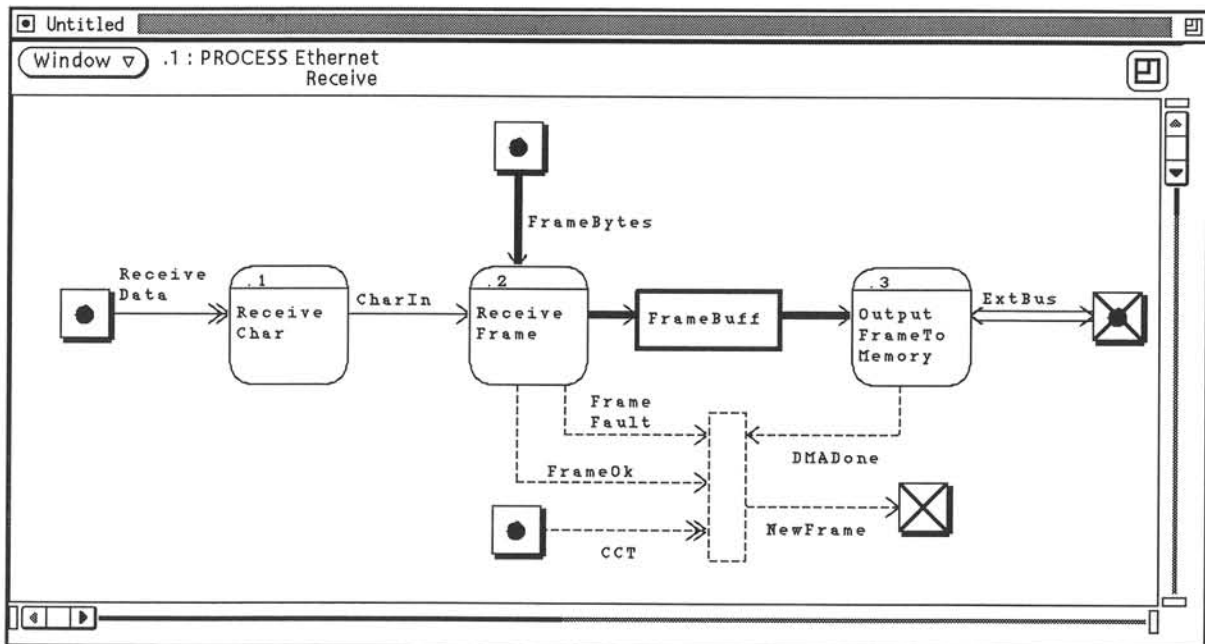 Untitled
Window
.1 : PROCESS Ethernet
Receive
FrameBytes
Receive
Data
.1
Receive
Char
CharIn
.2
Receive
Frame
FrameBuff
.3
Output
FrameTo
Memory
ExtBus
Frame
Fault
DMADone
FrameOk
NewFrame
CCT